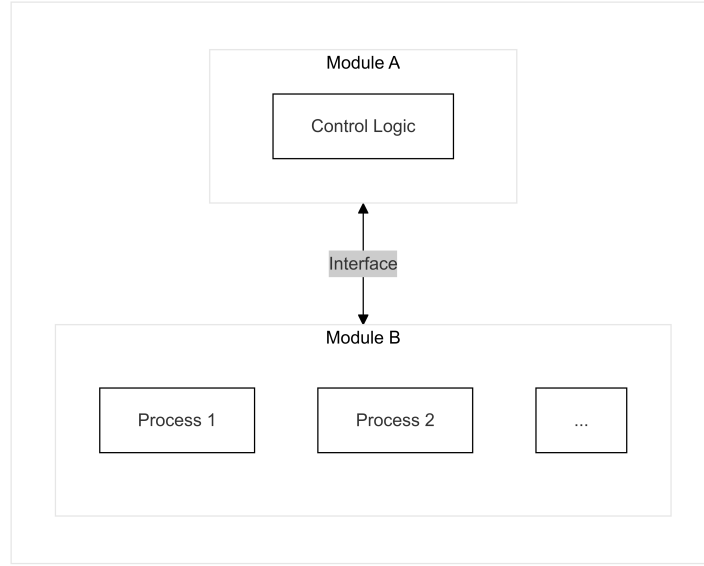 Module A
Control Logic
Interface
Module B
Process 1
Process 2
...